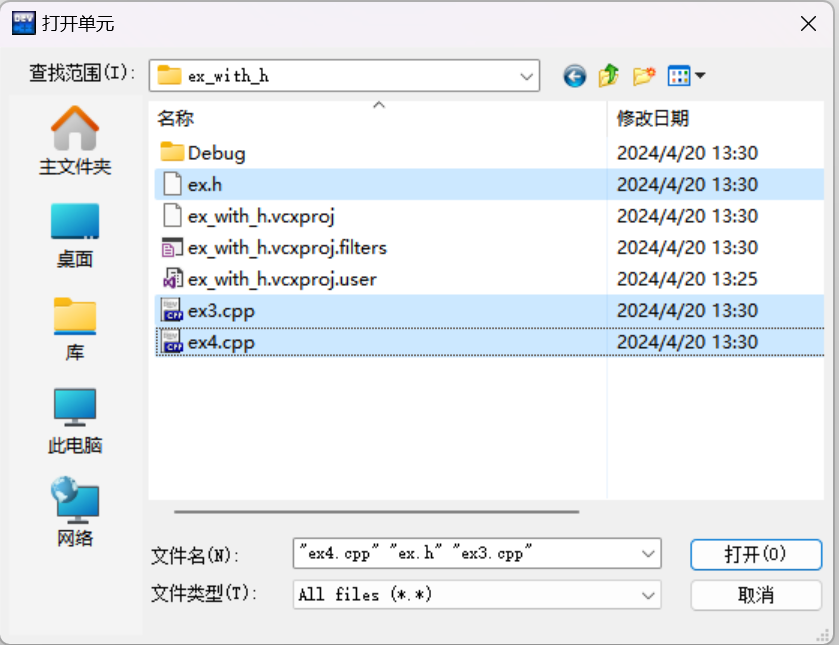 打开单元
查找范围(I): ex_with_h
名称 修改日期
Debug 2024/4/20 13:30
ex.h 2024/4/20 13:30
ex_with_h.vcxproj 2024/4/20 13:30
ex_with_h.vcxproj.filters 2024/4/20 13:30
ex_with_h.vcxproj.user 2024/4/20 13:25
ex3.cpp 2024/4/20 13:30
ex4.cpp 2024/4/20 13:30
主文件夹
桌面
库
此电脑
网络
文件名(N): "ex4.cpp" "ex.h" "ex3.cpp" 打开(O)
文件类型(T): All files (*.*) 取消